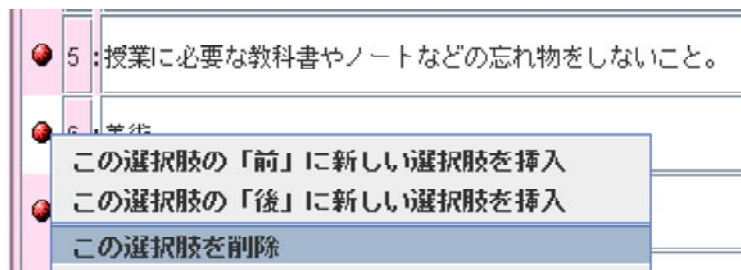 5 : 授業に必要な教科書やノートなどの忘れ物をしないこと。
6 : 美術
この選択肢の「前」に新しい選択肢を挿入
この選択肢の「後」に新しい選択肢を挿入
この選択肢を削除